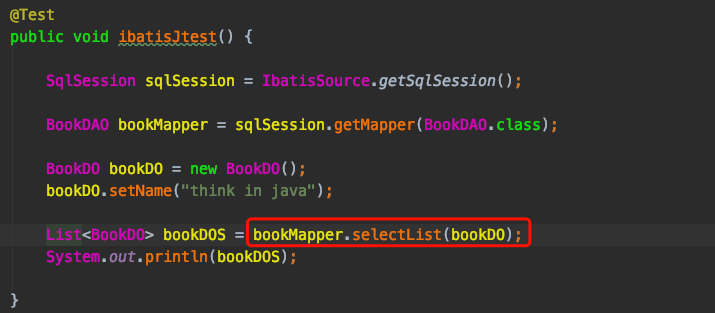 @Test
public void ibatisJtest() {
SqlSession sqlSession = IbatisSource.getSqlSession();
BookDAO bookMapper = sqlSession.getMapper(BookDAO.class);
BookDO bookDO = new BookDO();
bookDO.setName("think in java");
List<BookDO> bookDOS = bookMapper.selectList(bookDO);
System.out.println(bookDOS);
}